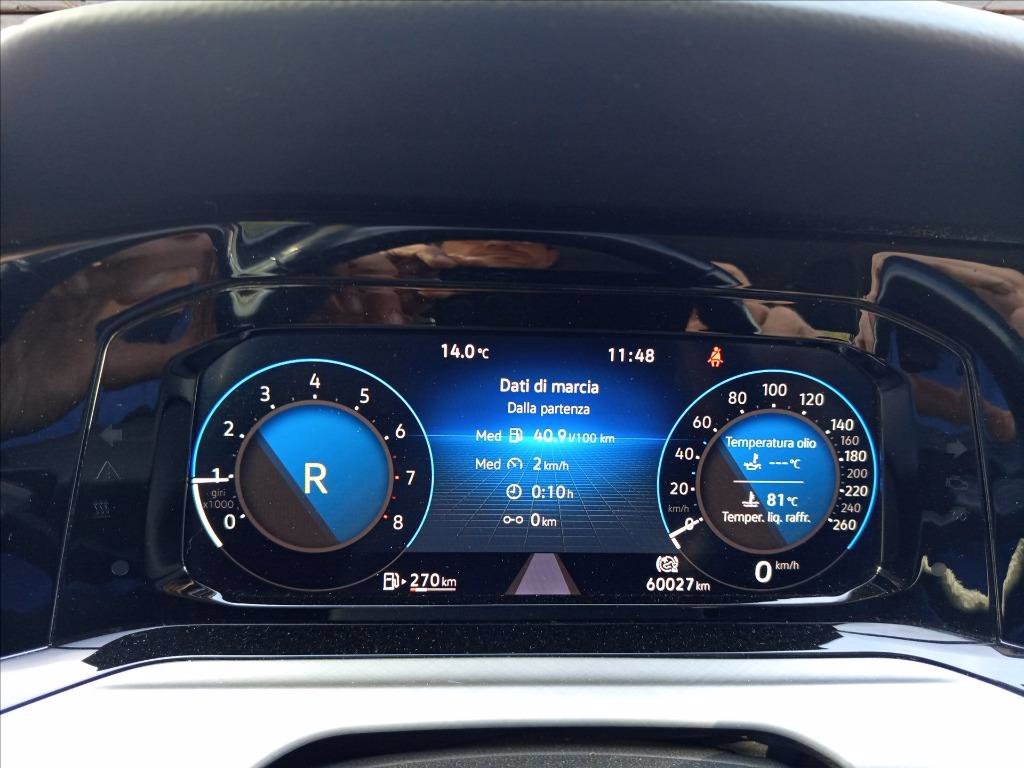 14.0 °C
11:48
Dati di marcia
Dalla partenza
Med 40.9 l/100 km
Med 2 km/h
0:10 h
0 km
0
1
2
3
4
5
6
7
8
giri
x1000
R
0
20
40
60
80
100
120
140
160
180
200
220
240
260
km/h
Temperatura olio
---°C
81 °C
Temper. liq. raffr.
270 km
60027 km
0 km/h